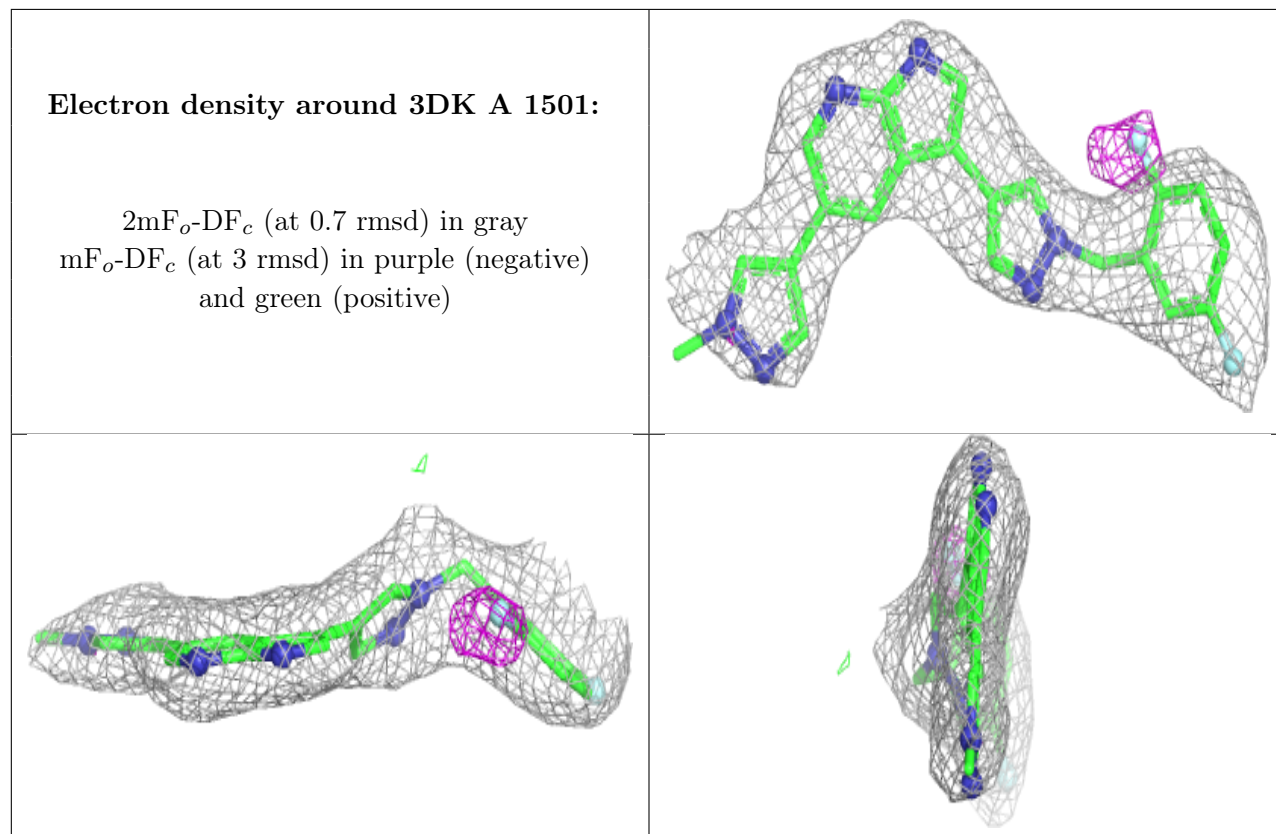 Electron density around 3DK A 1501:
2mFₒ-DF𝒸 (at 0.7 rmsd) in gray
mFₒ-DF𝒸 (at 3 rmsd) in purple (negative)
and green (positive)